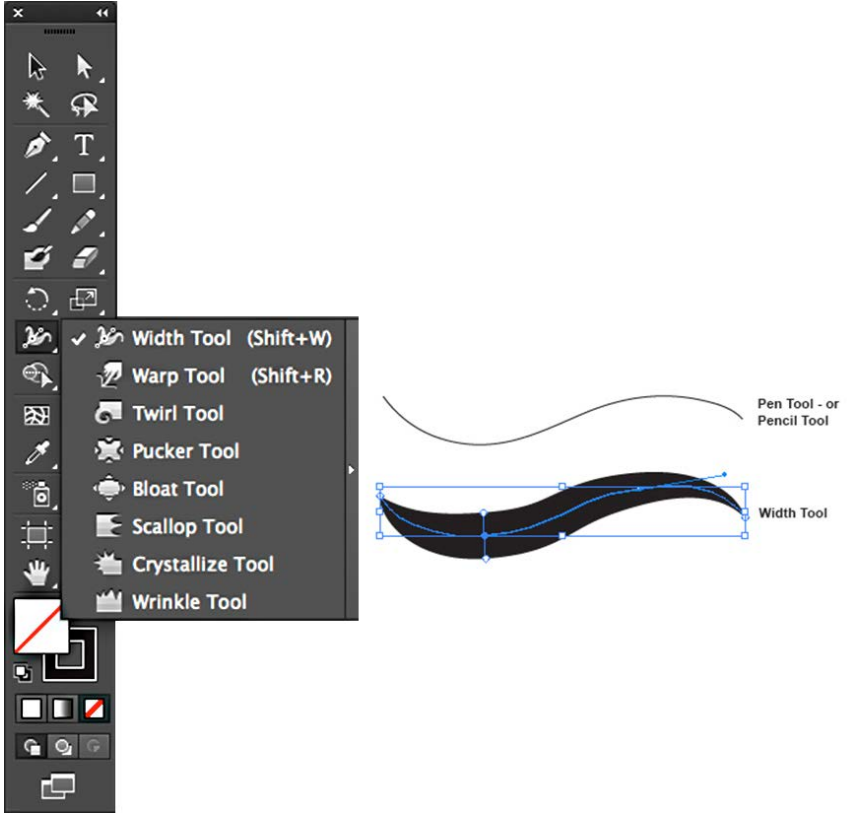 Width Tool (Shift+W)
Warp Tool (Shift+R)
Twirl Tool
Pucker Tool
Bloat Tool
Scallop Tool
Crystallize Tool
Wrinkle Tool
Pen Tool - or
Pencil Tool
Width Tool